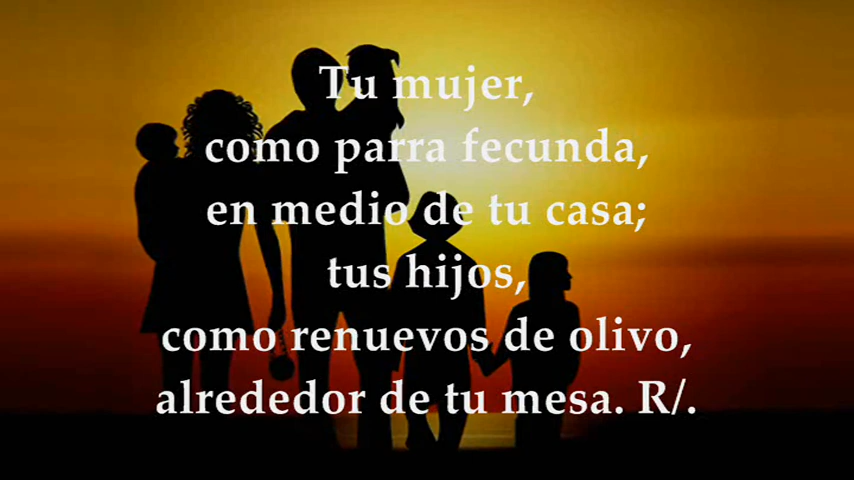 Tu mujer,
como parra fecunda,
en medio de tu casa;
tus hijos,
como renuevos de olivo,
alrededor de tu mesa. R/.